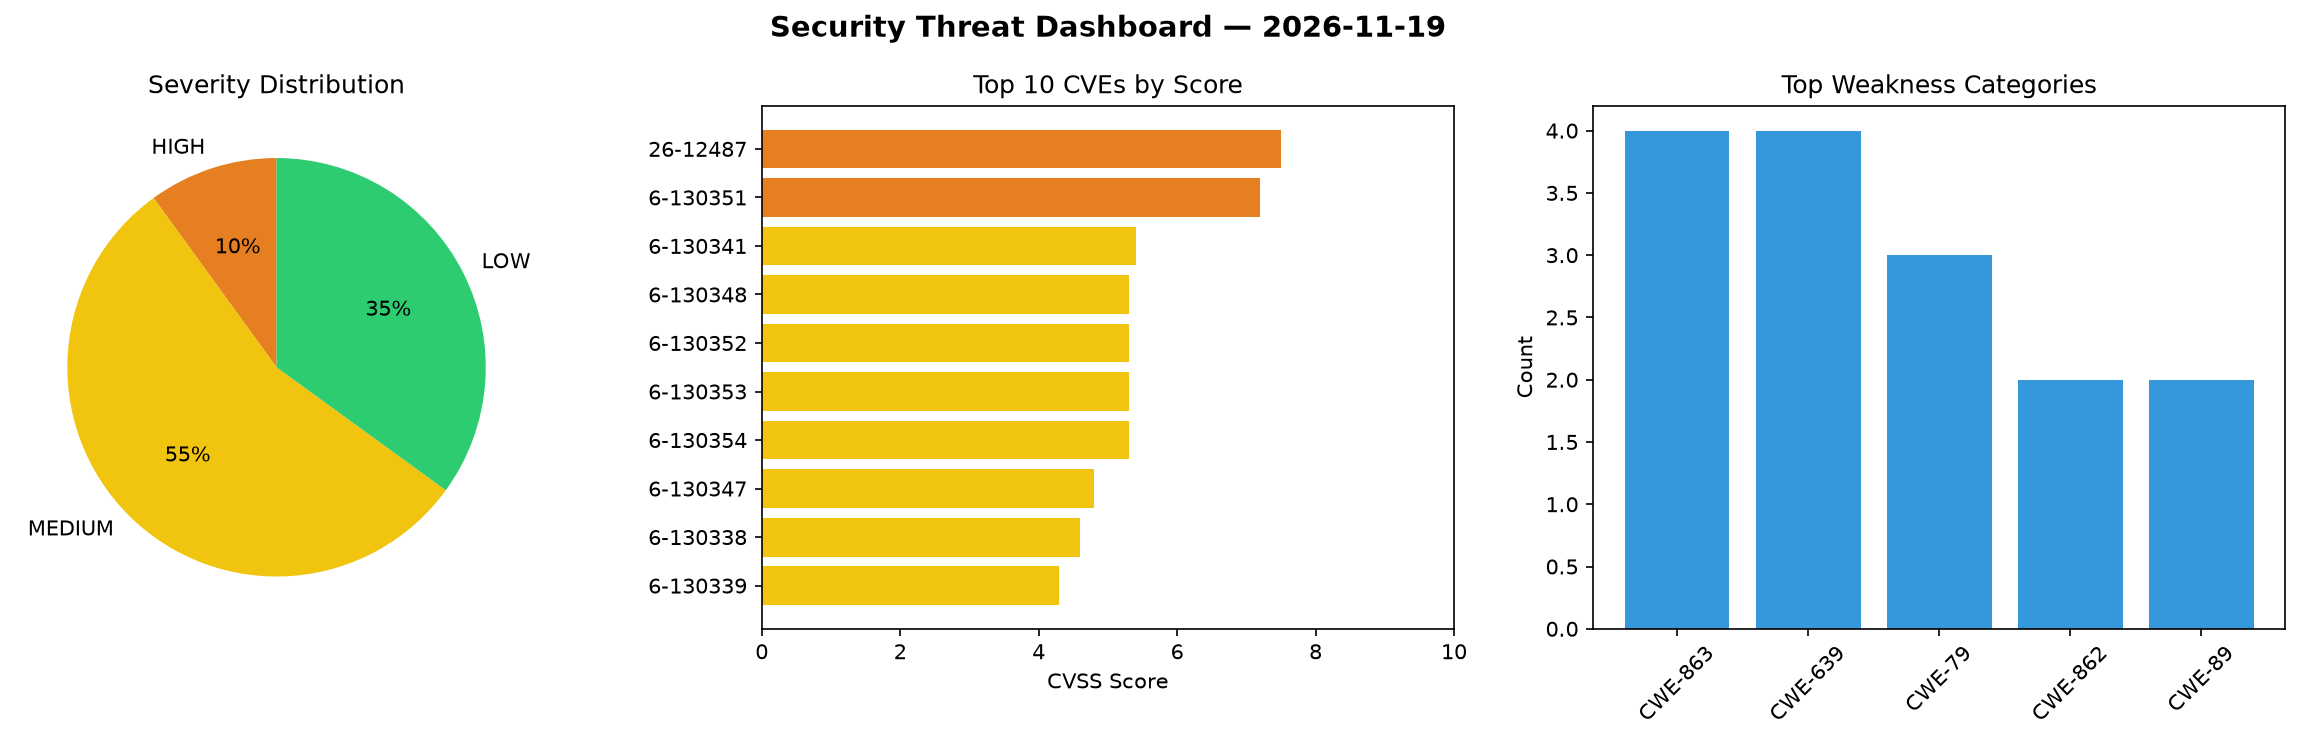 Security Threat Dashboard — 2026-11-19
Severity Distribution
HIGH
10%
LOW
35%
55%
MEDIUM
Top 10 CVEs by Score
26-12487
6-130351
6-130341
6-130348
6-130352
6-130353
6-130354
6-130347
6-130338
6-130339
0 2 4 6 8 10
CVSS Score
Top Weakness Categories
Count
4.0
3.5
3.0
2.5
2.0
1.5
1.0
0.5
0.0
CWE-863 CWE-639 CWE-79 CWE-862 CWE-89